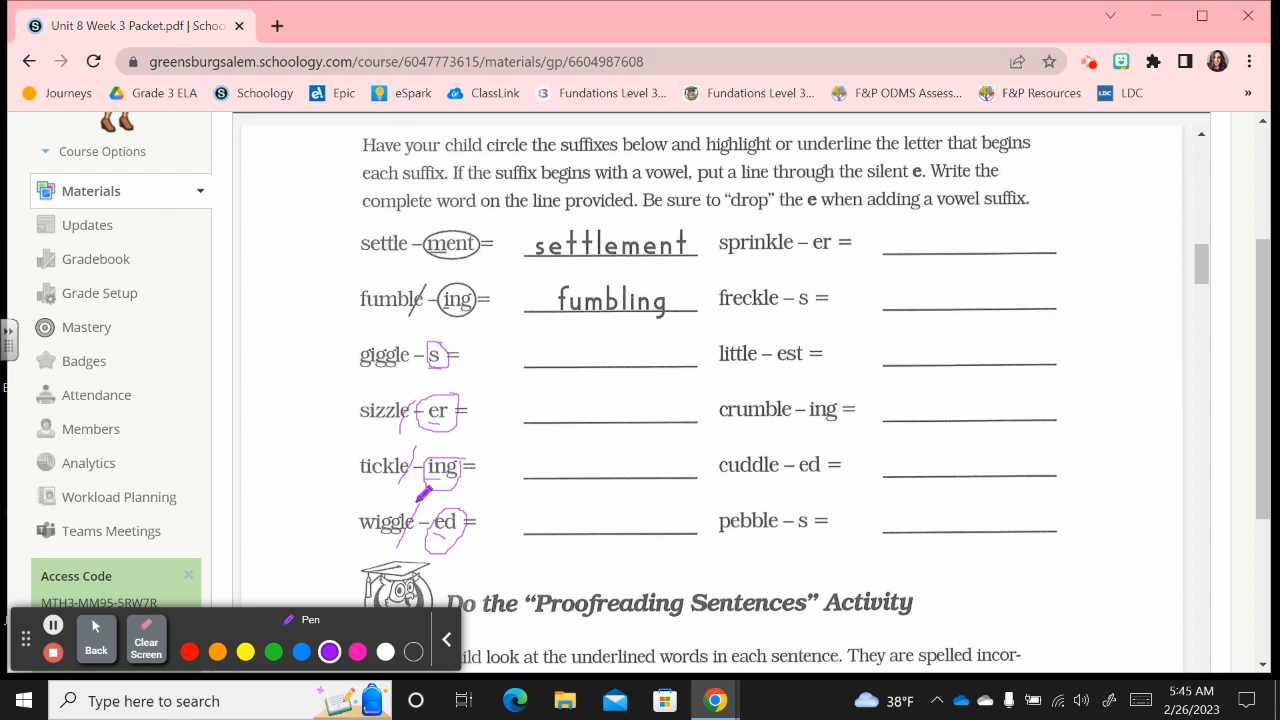 Unit 8 Week 3 Packet.pdf | Schoo
greensburgsalem.schoology.com/course/6047773615/materials/gp/6604987608
Journeys Grade 3 ELA Schoology Epic eSpark ClassLink Fundations Level 3... Fundations Level 3... F&P ODMS Assess... F&P Resources LDC LDC »
Course Options
Materials
Updates
Gradebook
Grade Setup
Mastery
Badges
Attendance
Members
Analytics
Workload Planning
Teams Meetings
Access Code
MTH3-MM95-5RW7R
Have your child circle the suffixes below and highlight or underline the letter that begins
each suffix. If the suffix begins with a vowel, put a line through the silent e. Write the
complete word on the line provided. Be sure to “drop” the e when adding a vowel suffix.
settle – ment = settlement sprinkle – er =
fumble – ing = fumbling freckle – s =
giggle – s = little – est =
sizzle – er = crumble – ing =
tickle – ing = cuddle – ed =
wiggle – ed = pebble – s =
Do the “Proofreading Sentences” Activity
ild look at the underlined words in each sentence. They are spelled incor-
Pen
Back
Clear
Screen
Type here to search
38°F
5:45 AM
2/26/2023